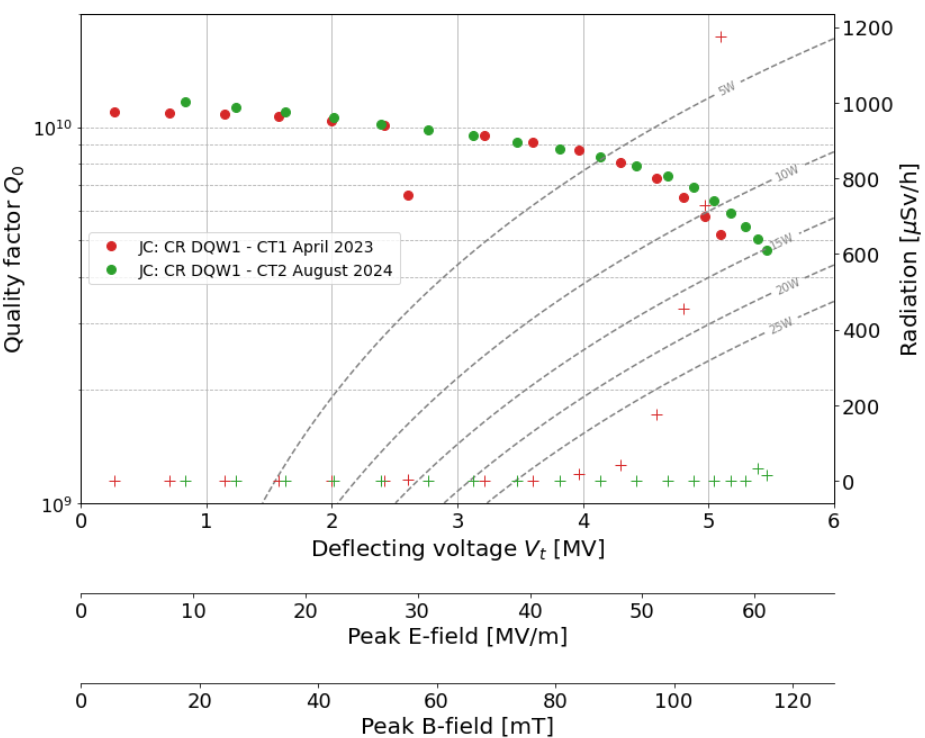 Quality factor Q₀
10¹⁰
10⁹
JC: CR DQW1 - CT1 April 2023
JC: CR DQW1 - CT2 August 2024
5W
10W
15W
20W
25W
1200
1000
800
600
400
200
0
Radiation [μSv/h]
0 1 2 3 4 5 6
Deflecting voltage Vₜ [MV]
0 10 20 30 40 50 60
Peak E-field [MV/m]
0 20 40 60 80 100 120
Peak B-field [mT]